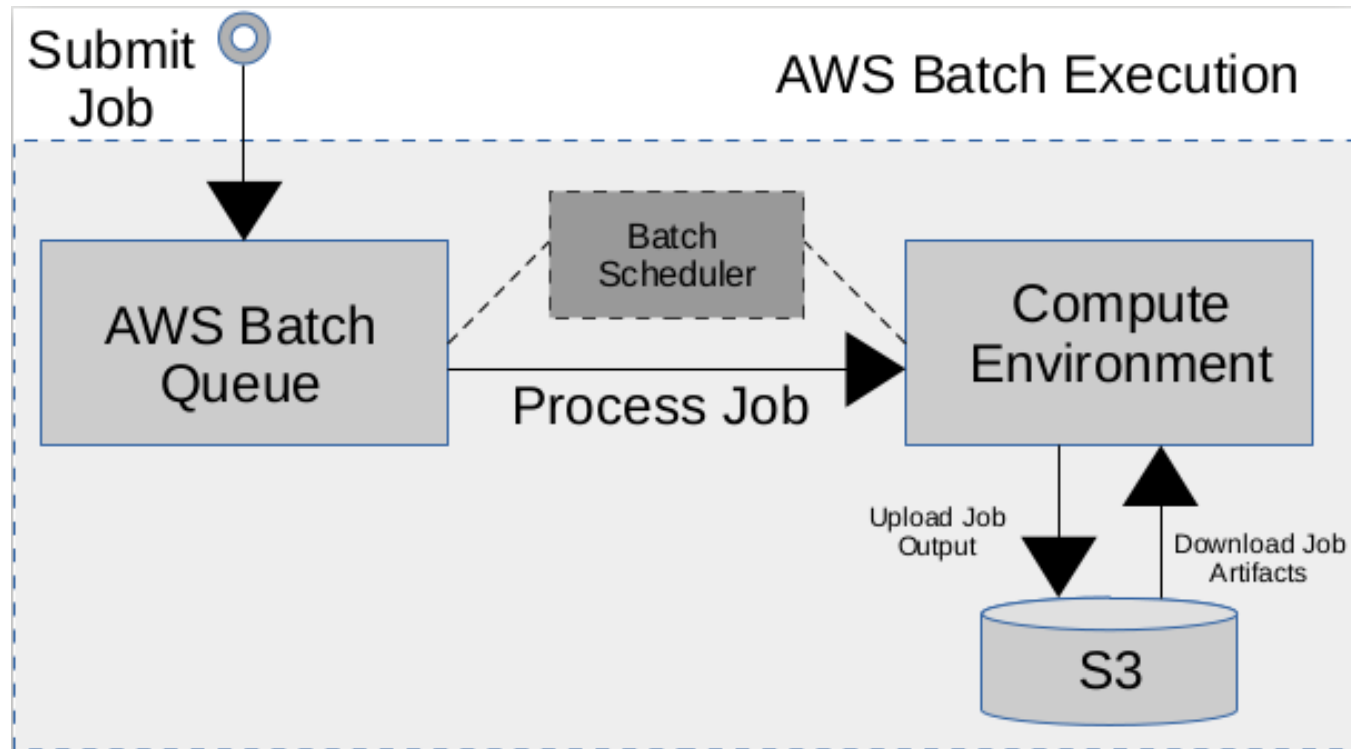 Submit
Job
AWS Batch Execution
Batch
Scheduler
AWS Batch
Queue
Compute
Environment
Process Job
Upload Job
Output
Download Job
Artifacts
S3